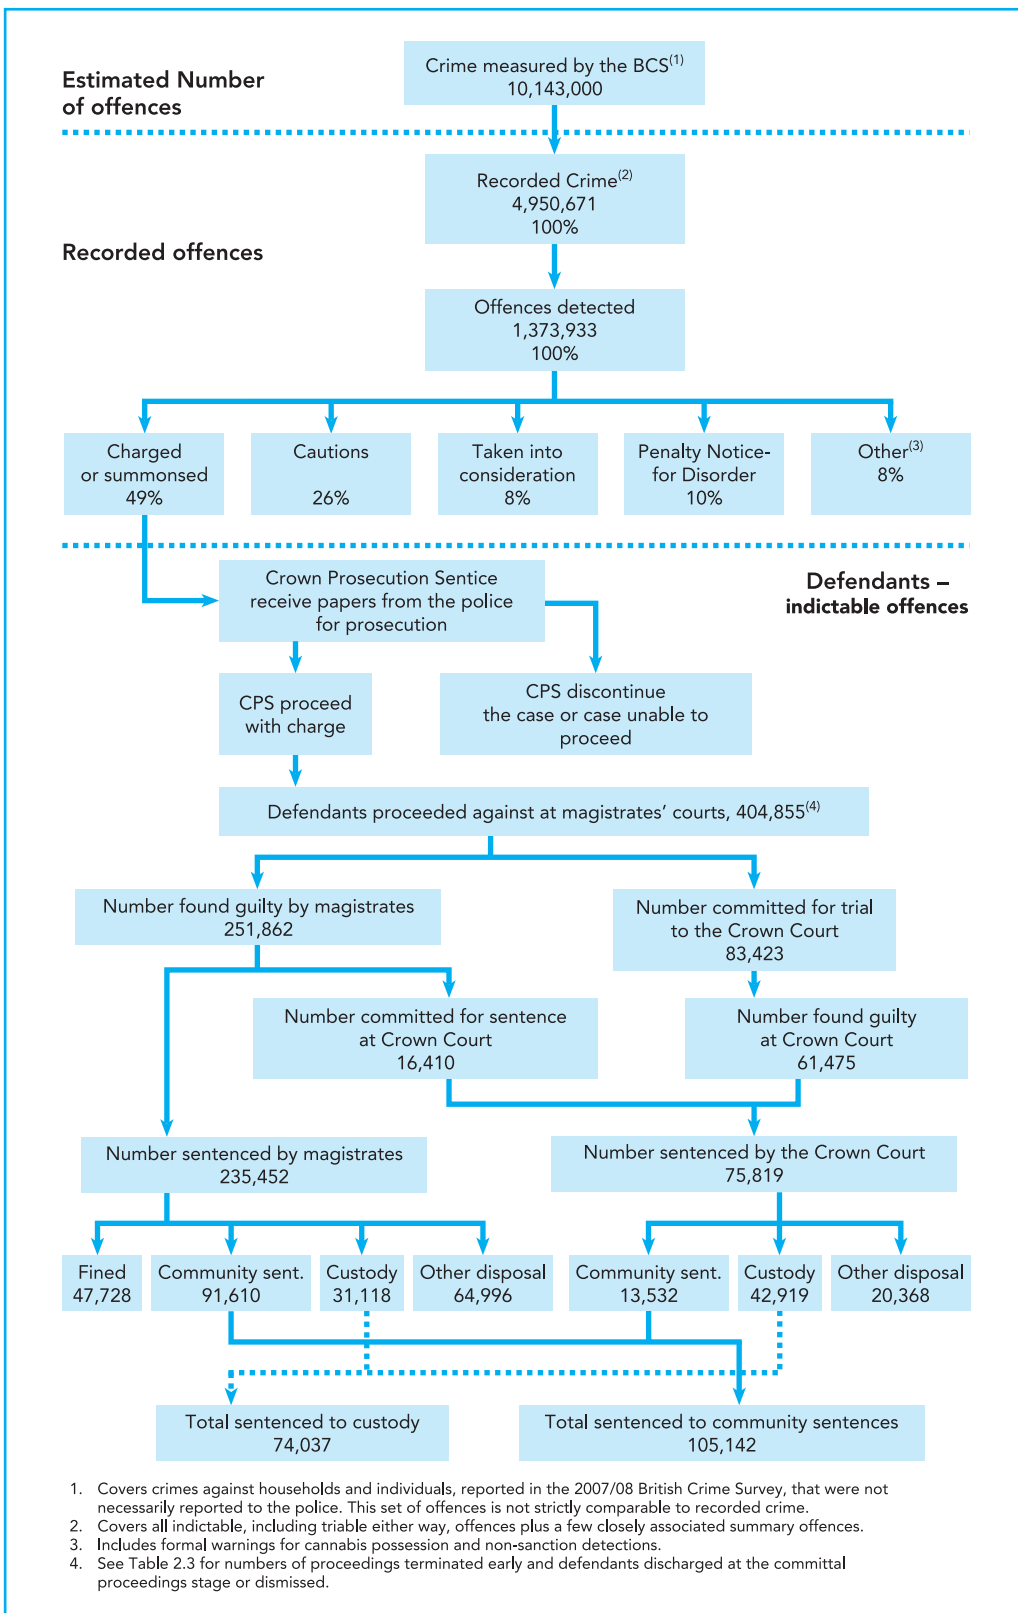 Estimated Number
of offences
Crime measured by the BCS(1)
10,143,000
Recorded offences
Recorded Crime(2)
4,950,671
100%
Offences detected
1,373,933
100%
Charged
or summonsed
49%
Cautions
26%
Taken into
consideration
8%
Penalty Notice-
for Disorder
10%
Other(3)
8%
Defendants –
indictable offences
Crown Prosecution Sentice
receive papers from the police
for prosecution
CPS proceed
with charge
CPS discontinue
the case or case unable to
proceed
Defendants proceeded against at magistrates' courts, 404,855(4)
Number found guilty by magistrates
251,862
Number committed for trial
to the Crown Court
83,423
Number committed for sentence
at Crown Court
16,410
Number found guilty
at Crown Court
61,475
Number sentenced by magistrates
235,452
Number sentenced by the Crown Court
75,819
Fined
47,728
Community sent.
91,610
Custody
31,118
Other disposal
64,996
Community sent.
13,532
Custody
42,919
Other disposal
20,368
Total sentenced to custody
74,037
Total sentenced to community sentences
105,142
1. Covers crimes against households and individuals, reported in the 2007/08 British Crime Survey, that were not
necessarily reported to the police. This set of offences is not strictly comparable to recorded crime.
2. Covers all indictable, including triable either way, offences plus a few closely associated summary offences.
3. Includes formal warnings for cannabis possession and non-sanction detections.
4. See Table 2.3 for numbers of proceedings terminated early and defendants discharged at the committal
proceedings stage or dismissed.